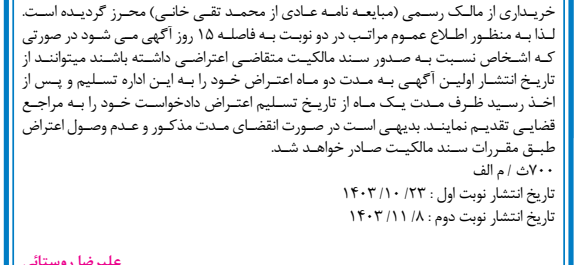 خریداری از مالک رسمی (مبایعه نامه عادی از محمد تقی خانی) محرز گردیده است.
لذا به منظور اطلاع عموم مراتب در دو نوبت به فاصله ۱۵ روز آگهی می شود در صورتی
که اشخاص نسبت به صدور سند مالکیت متقاضی اعتراضی داشته باشند میتوانند از
تاریخ انتشار اولین آگهی به مدت دو ماه اعتراض خود را به این اداره تسلیم و پس از
اخذ رسید ظرف مدت یک ماه از تاریخ تسلیم اعتراض دادخواست خود را به مراجع
قضایی تقدیم نمایند. بدیهی است در صورت انقضای مدت مذکور و عدم وصول اعتراض
طبق مقررات سند مالکیت صادر خواهد شد.
۷۰۰ث / م الف
تاریخ انتشار نوبت اول : ۲۳/ ۱۰/ ۱۴۰۳
تاریخ انتشار نوبت دوم : ۸/ ۱۱/ ۱۴۰۳
علیرضا روستائی